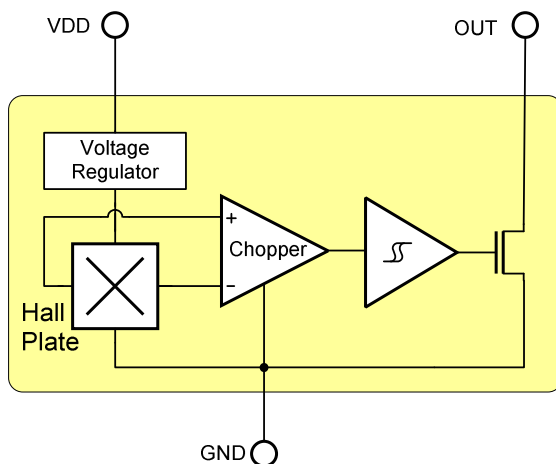 VDD
OUT
Voltage
Regulator
+
Chopper
−
Hall
Plate
GND